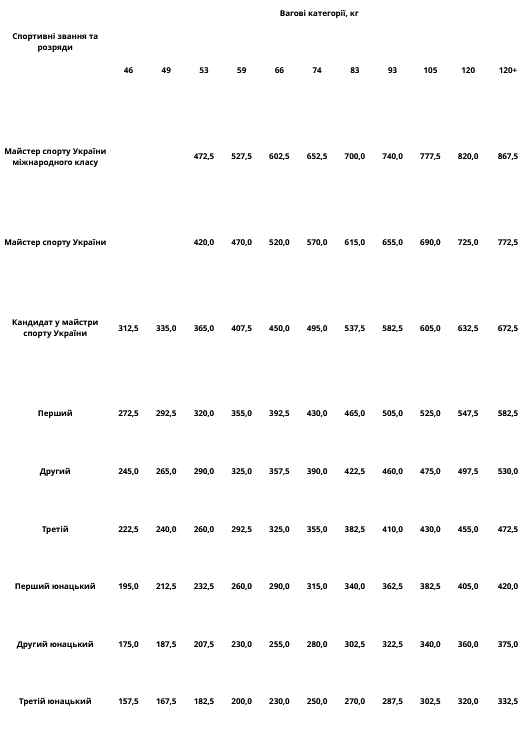 Вагові категорії, кг
Спортивні звання та
розряди
46 49 53 59 66 74 83 93 105 120 120+
Майстер спорту України
міжнародного класу
472,5 527,5 602,5 652,5 700,0 740,0 777,5 820,0 867,5
Майстер спорту України 420,0 470,0 520,0 570,0 615,0 655,0 690,0 725,0 772,5
Кандидат у майстри
спорту України
312,5 335,0 365,0 407,5 450,0 495,0 537,5 582,5 605,0 632,5 672,5
Перший 272,5 292,5 320,0 355,0 392,5 430,0 465,0 505,0 525,0 547,5 582,5
Другий 245,0 265,0 290,0 325,0 357,5 390,0 422,5 460,0 475,0 497,5 530,0
Третій 222,5 240,0 260,0 292,5 325,0 355,0 382,5 410,0 430,0 455,0 472,5
Перший юнацький 195,0 212,5 232,5 260,0 290,0 315,0 340,0 362,5 382,5 405,0 420,0
Другий юнацький 175,0 187,5 207,5 230,0 255,0 280,0 302,5 322,5 340,0 360,0 375,0
Третій юнацький 157,5 167,5 182,5 200,0 230,0 250,0 270,0 287,5 302,5 320,0 332,5